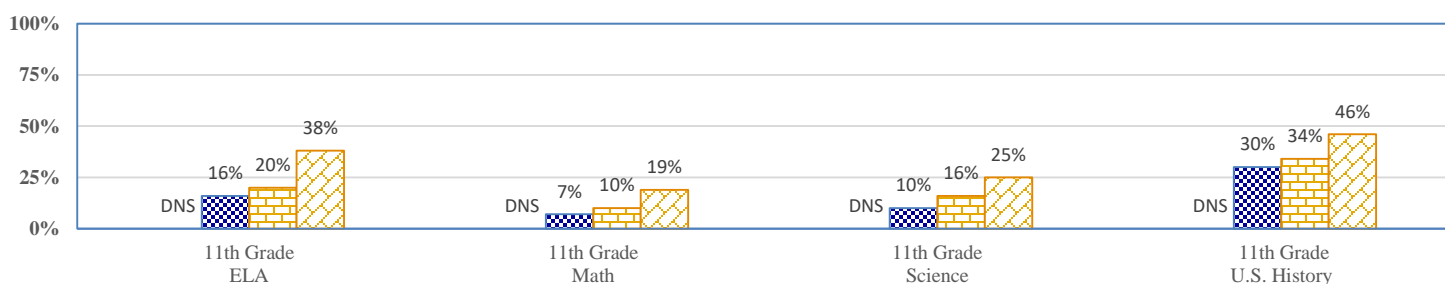 100%
75%
50%
25%
0%
DNS 16% 20% 38%
DNS 7% 10% 19%
DNS 10% 16% 25%
DNS 30% 34% 46%
11th Grade
ELA
11th Grade
Math
11th Grade
Science
11th Grade
U.S. History